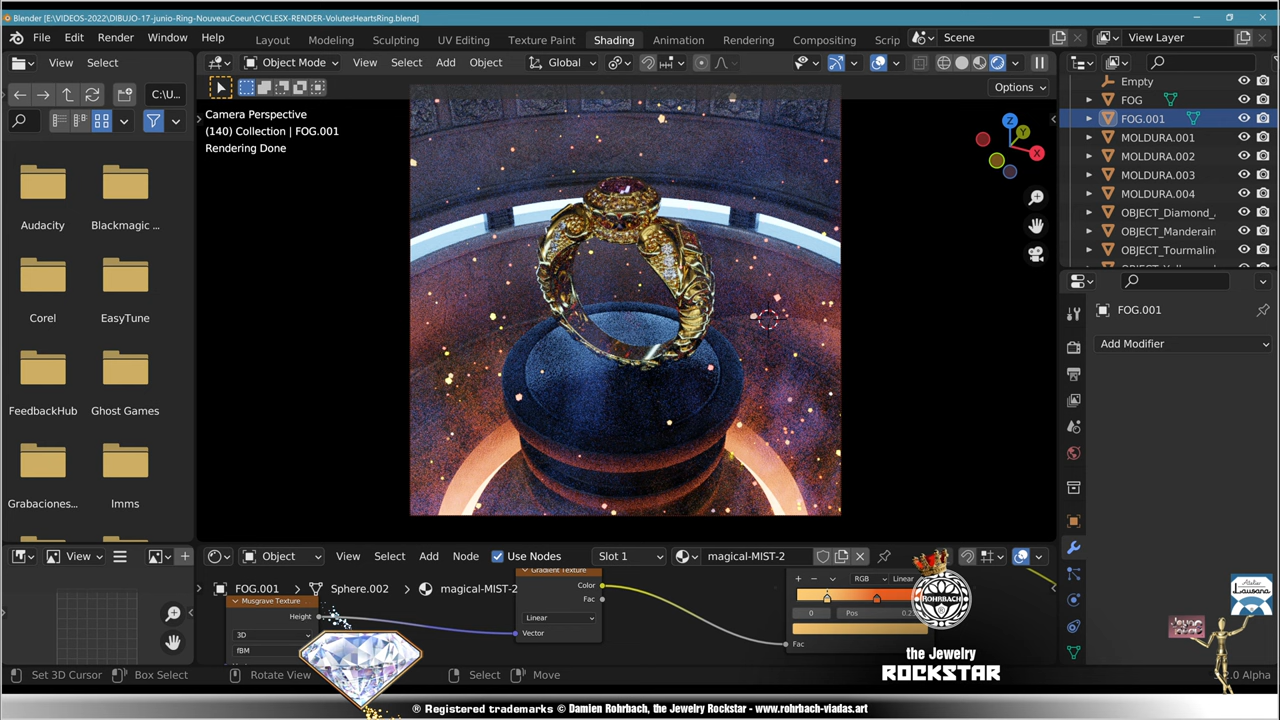 Blender [E:\VIDEOS-2022\DIBUJO-17-junio-Ring-NouveauCoeur\CYCLESX-RENDER-VolutesHeartsRing.blend]
File Edit Render Window Help
Layout Modeling Sculpting UV Editing Texture Paint Shading Animation Rendering Compositing Scrip
Scene
View Layer
View Select
Object Mode View Select Add Object Global
C:\U...
Options
Camera Perspective
(140) Collection | FOG.001
Rendering Done
Z
Y
X
Empty
FOG
FOG.001
MOLDURA.001
MOLDURA.002
MOLDURA.003
MOLDURA.004
OBJECT_Diamond_
OBJECT_Manderain
OBJECT_Tourmalin
FOG.001
Add Modifier
Audacity
Blackmagic ...
Corel
EasyTune
FeedbackHub
Ghost Games
Grabaciones...
Imms
View
Object View Select Add Node Use Nodes Slot 1 magical-MIST-2
FOG.001 > Sphere.002 > magical-MIST-2
Musgrave Texture
Height
3D
fBM
Gradient Texture
Color
Fac
Linear
Vector
RGB Linear
0 Pos
Fac
ROHRBACH
the Jewelry
ROCKSTAR
Atelier
Lausana
Set 3D Cursor Box Select Rotate View Select Move
.0 Alpha
® Registered trademarks © Damien Rohrbach, the Jewelry Rockstar - www.rohrbach-viadas.art